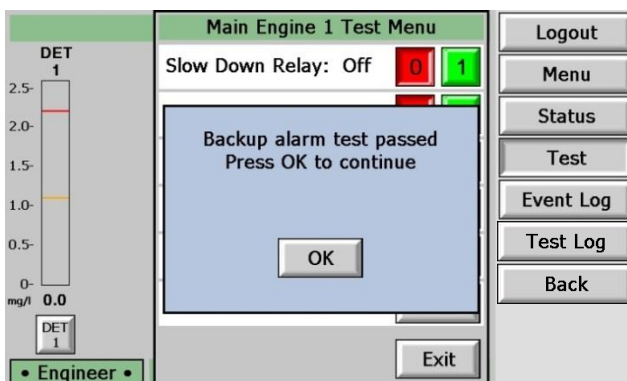 Main Engine 1 Test Menu
DET
1
2.5-
2.0-
1.5-
1.0-
0.5-
0-
mg/l 0.0
DET
1
• Engineer •
Slow Down Relay: Off 0 1
Backup alarm test passed
Press OK to continue
OK
Exit
Logout
Menu
Status
Test
Event Log
Test Log
Back